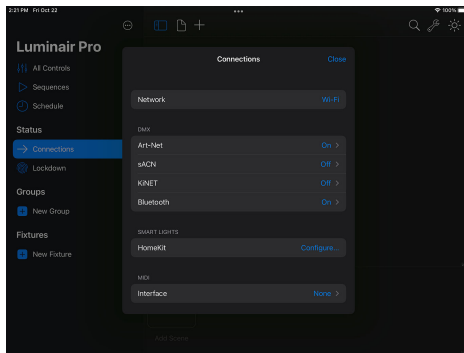 2:21 PM Fri Oct 22
100%
Luminair Pro
All Controls
Sequences
Schedule
Status
Connections
Lockdown
Groups
New Group
Fixtures
New Fixture
Connections Close
Network Wi-Fi
DMX
Art-Net On
sACN Off
KiNET Off
Bluetooth On
SMART LIGHTS
HomeKit Configure...
MIDI
Interface None
Add Scene